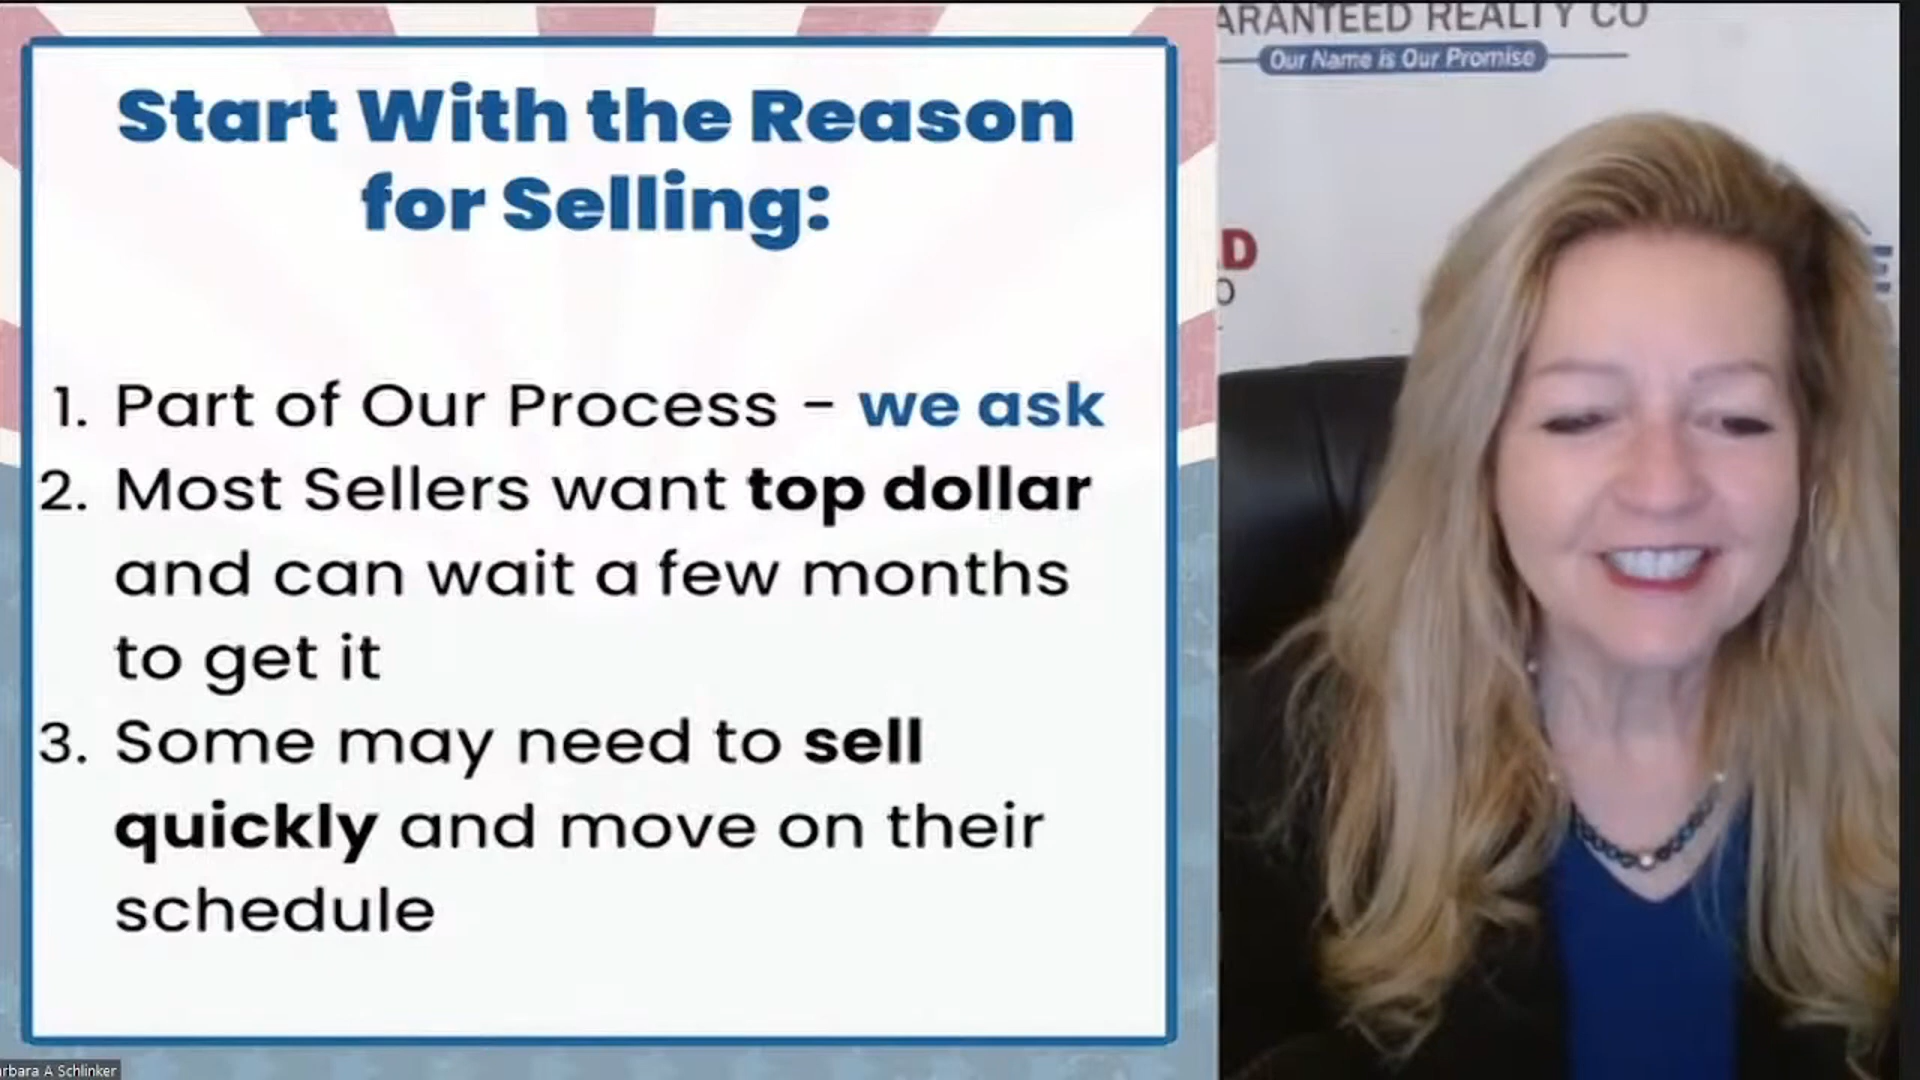 Start With the Reason
for Selling:
1. Part of Our Process - we ask
2. Most Sellers want top dollar
and can wait a few months
to get it
3. Some may need to sell
quickly and move on their
schedule
ARANTEED REALTY CO
Our Name is Our Promise
D
O
E
rbara A Schlinker